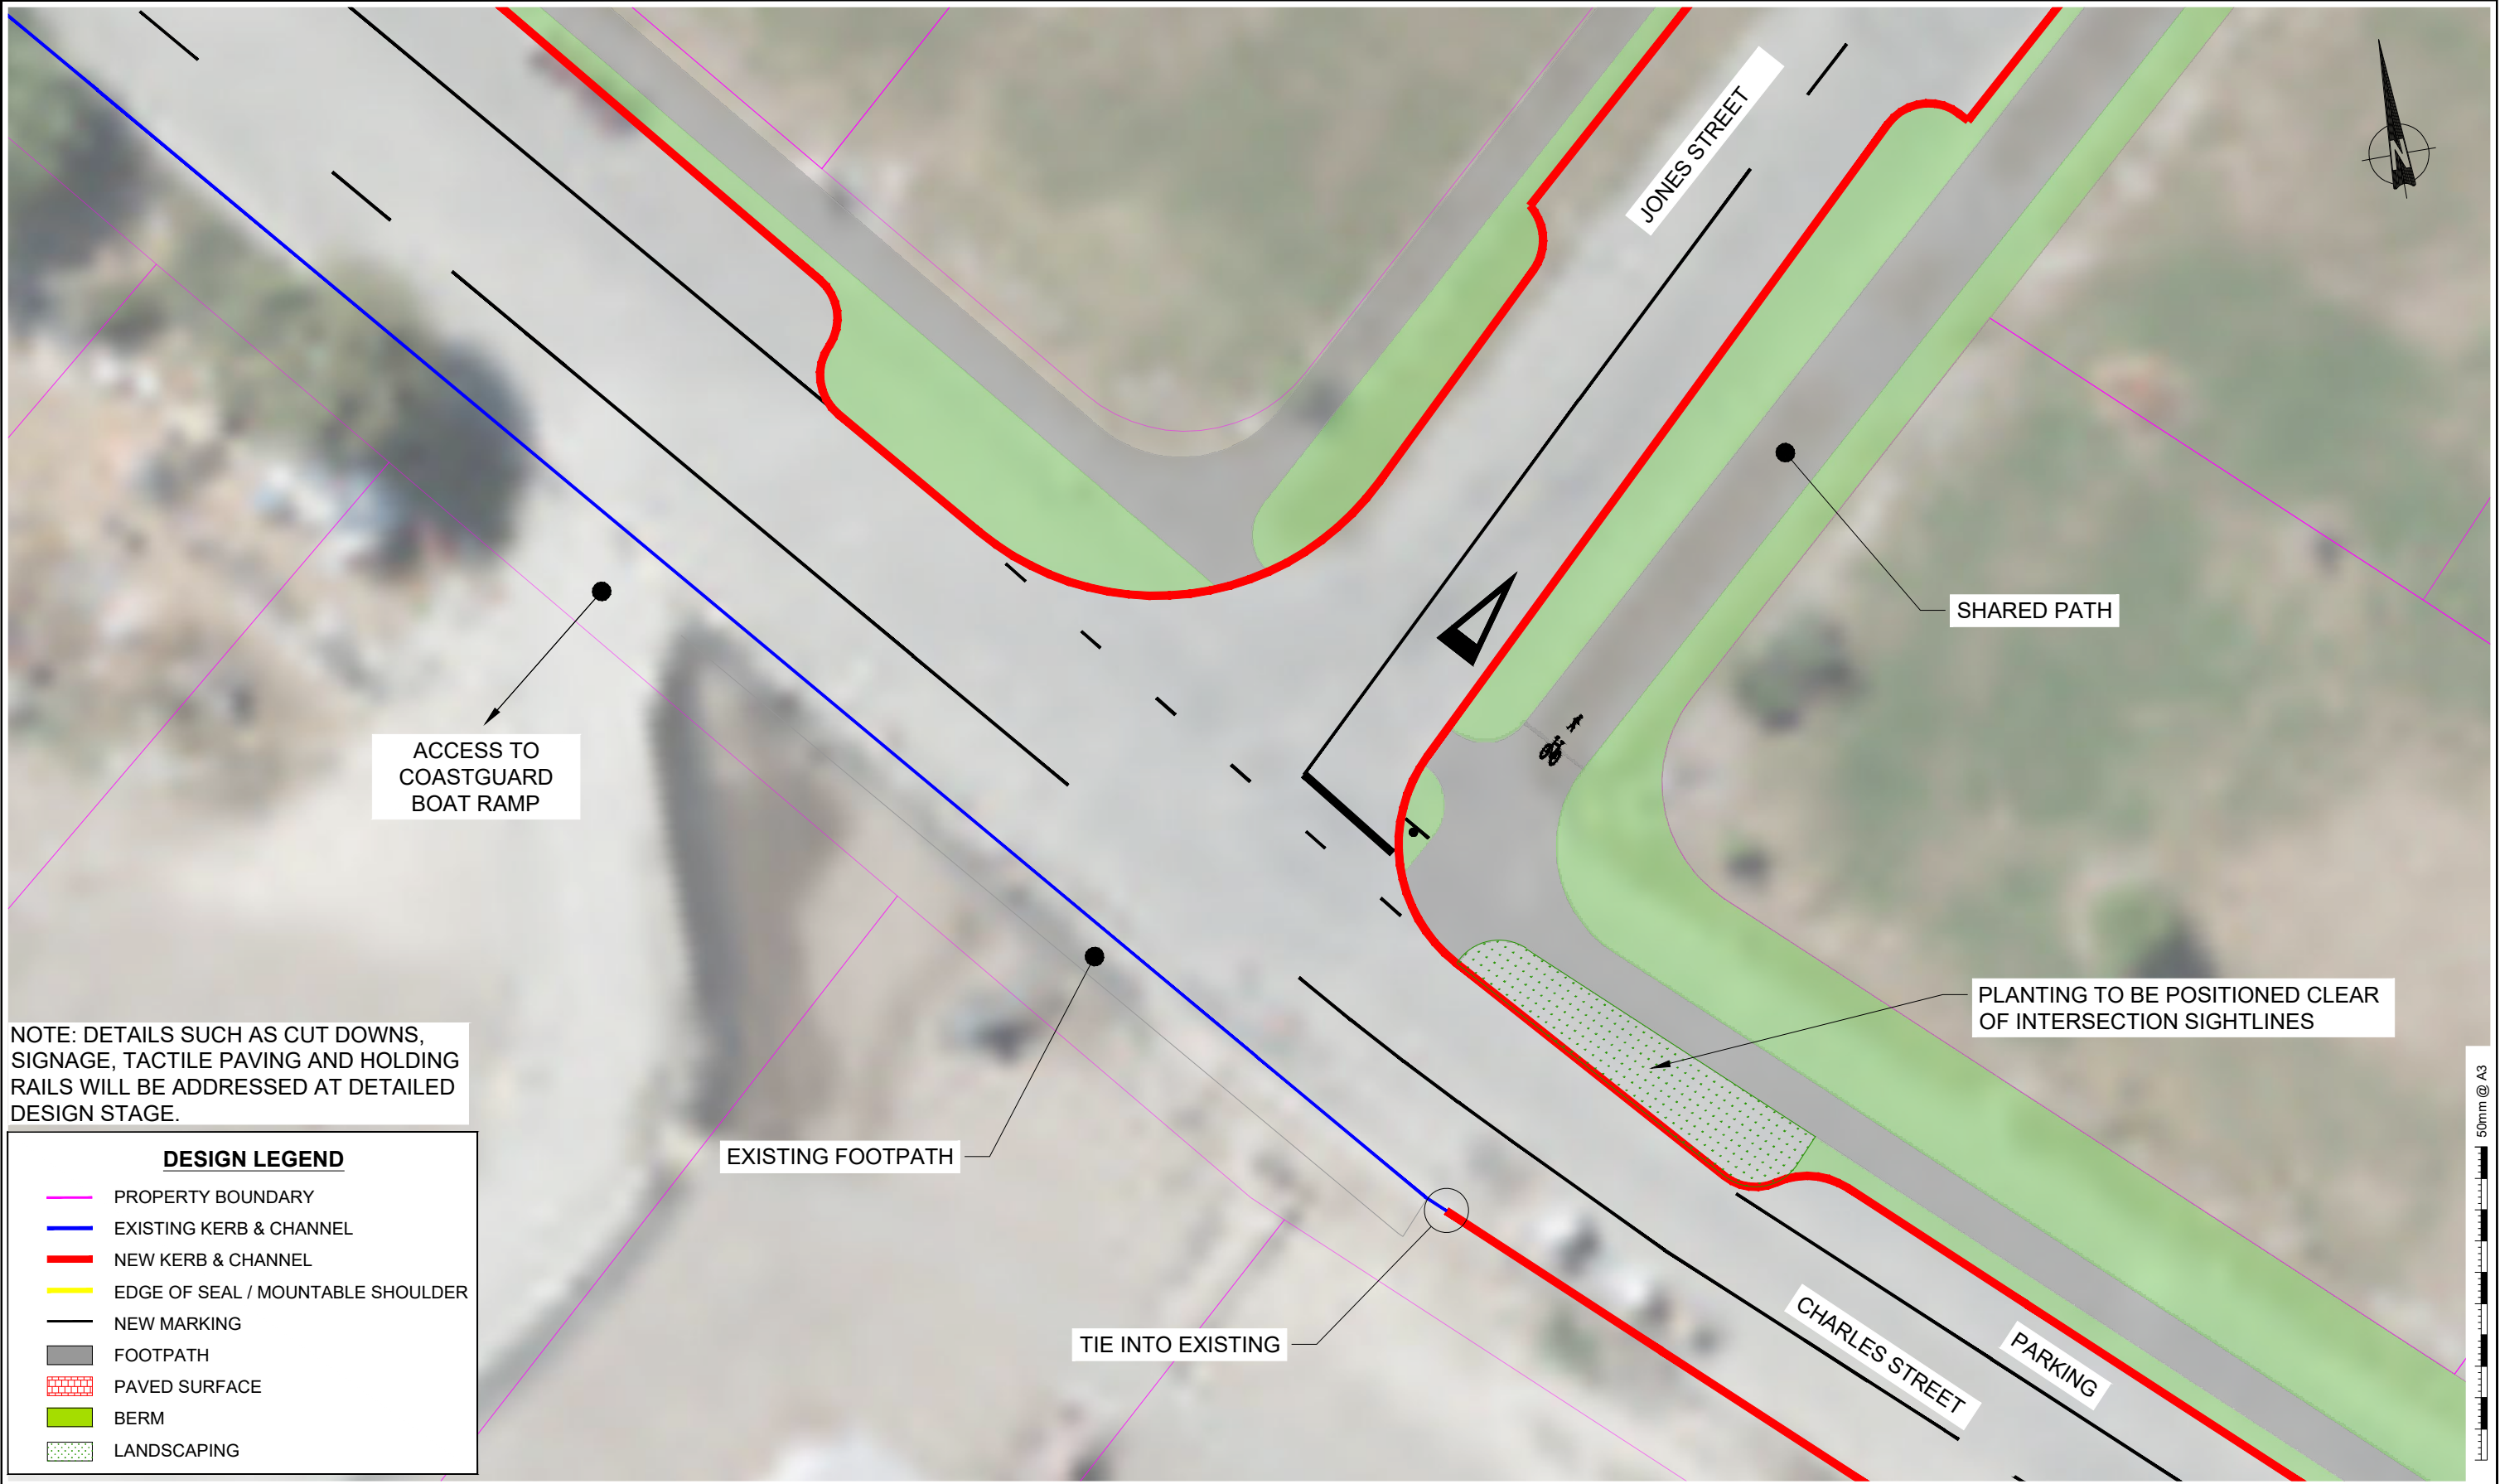 JONES STREET
N
SHARED PATH
ACCESS TO
COASTGUARD
BOAT RAMP
PLANTING TO BE POSITIONED CLEAR
OF INTERSECTION SIGHTLINES
NOTE: DETAILS SUCH AS CUT DOWNS,
SIGNAGE, TACTILE PAVING AND HOLDING
RAILS WILL BE ADDRESSED AT DETAILED
DESIGN STAGE.
EXISTING FOOTPATH
TIE INTO EXISTING
CHARLES STREET
PARKING
50mm @ A3
DESIGN LEGEND
PROPERTY BOUNDARY
EXISTING KERB & CHANNEL
NEW KERB & CHANNEL
EDGE OF SEAL / MOUNTABLE SHOULDER
NEW MARKING
FOOTPATH
PAVED SURFACE
BERM
LANDSCAPING